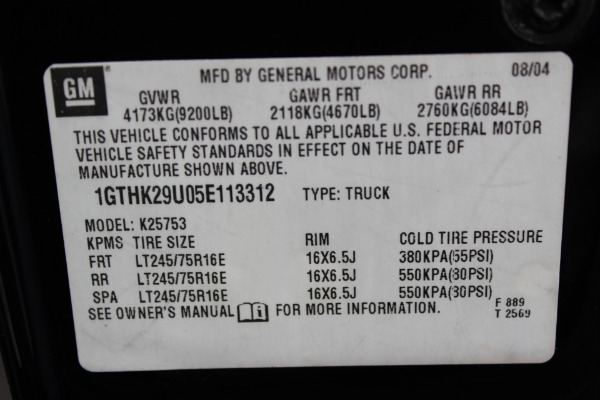 GM MFD BY GENERAL MOTORS CORP. 08/04
GVWR GAWR FRT GAWR RR
4173KG(9200LB) 2118KG(4670LB) 2760KG(6084LB)
THIS VEHICLE CONFORMS TO ALL APPLICABLE U.S. FEDERAL MOTOR
VEHICLE SAFETY STANDARDS IN EFFECT ON THE DATE OF
MANUFACTURE SHOWN ABOVE.
1GTHK29U05E113312 TYPE: TRUCK
MODEL: K25753
KPMS TIRE SIZE RIM COLD TIRE PRESSURE
FRT LT245/75R16E 16X6.5J 380KPA(55PSI)
RR LT245/75R16E 16X6.5J 550KPA(80PSI)
SPA LT245/75R16E 16X6.5J 550KPA(80PSI)
SEE OWNER'S MANUAL FOR MORE INFORMATION.
F 889
T 2569